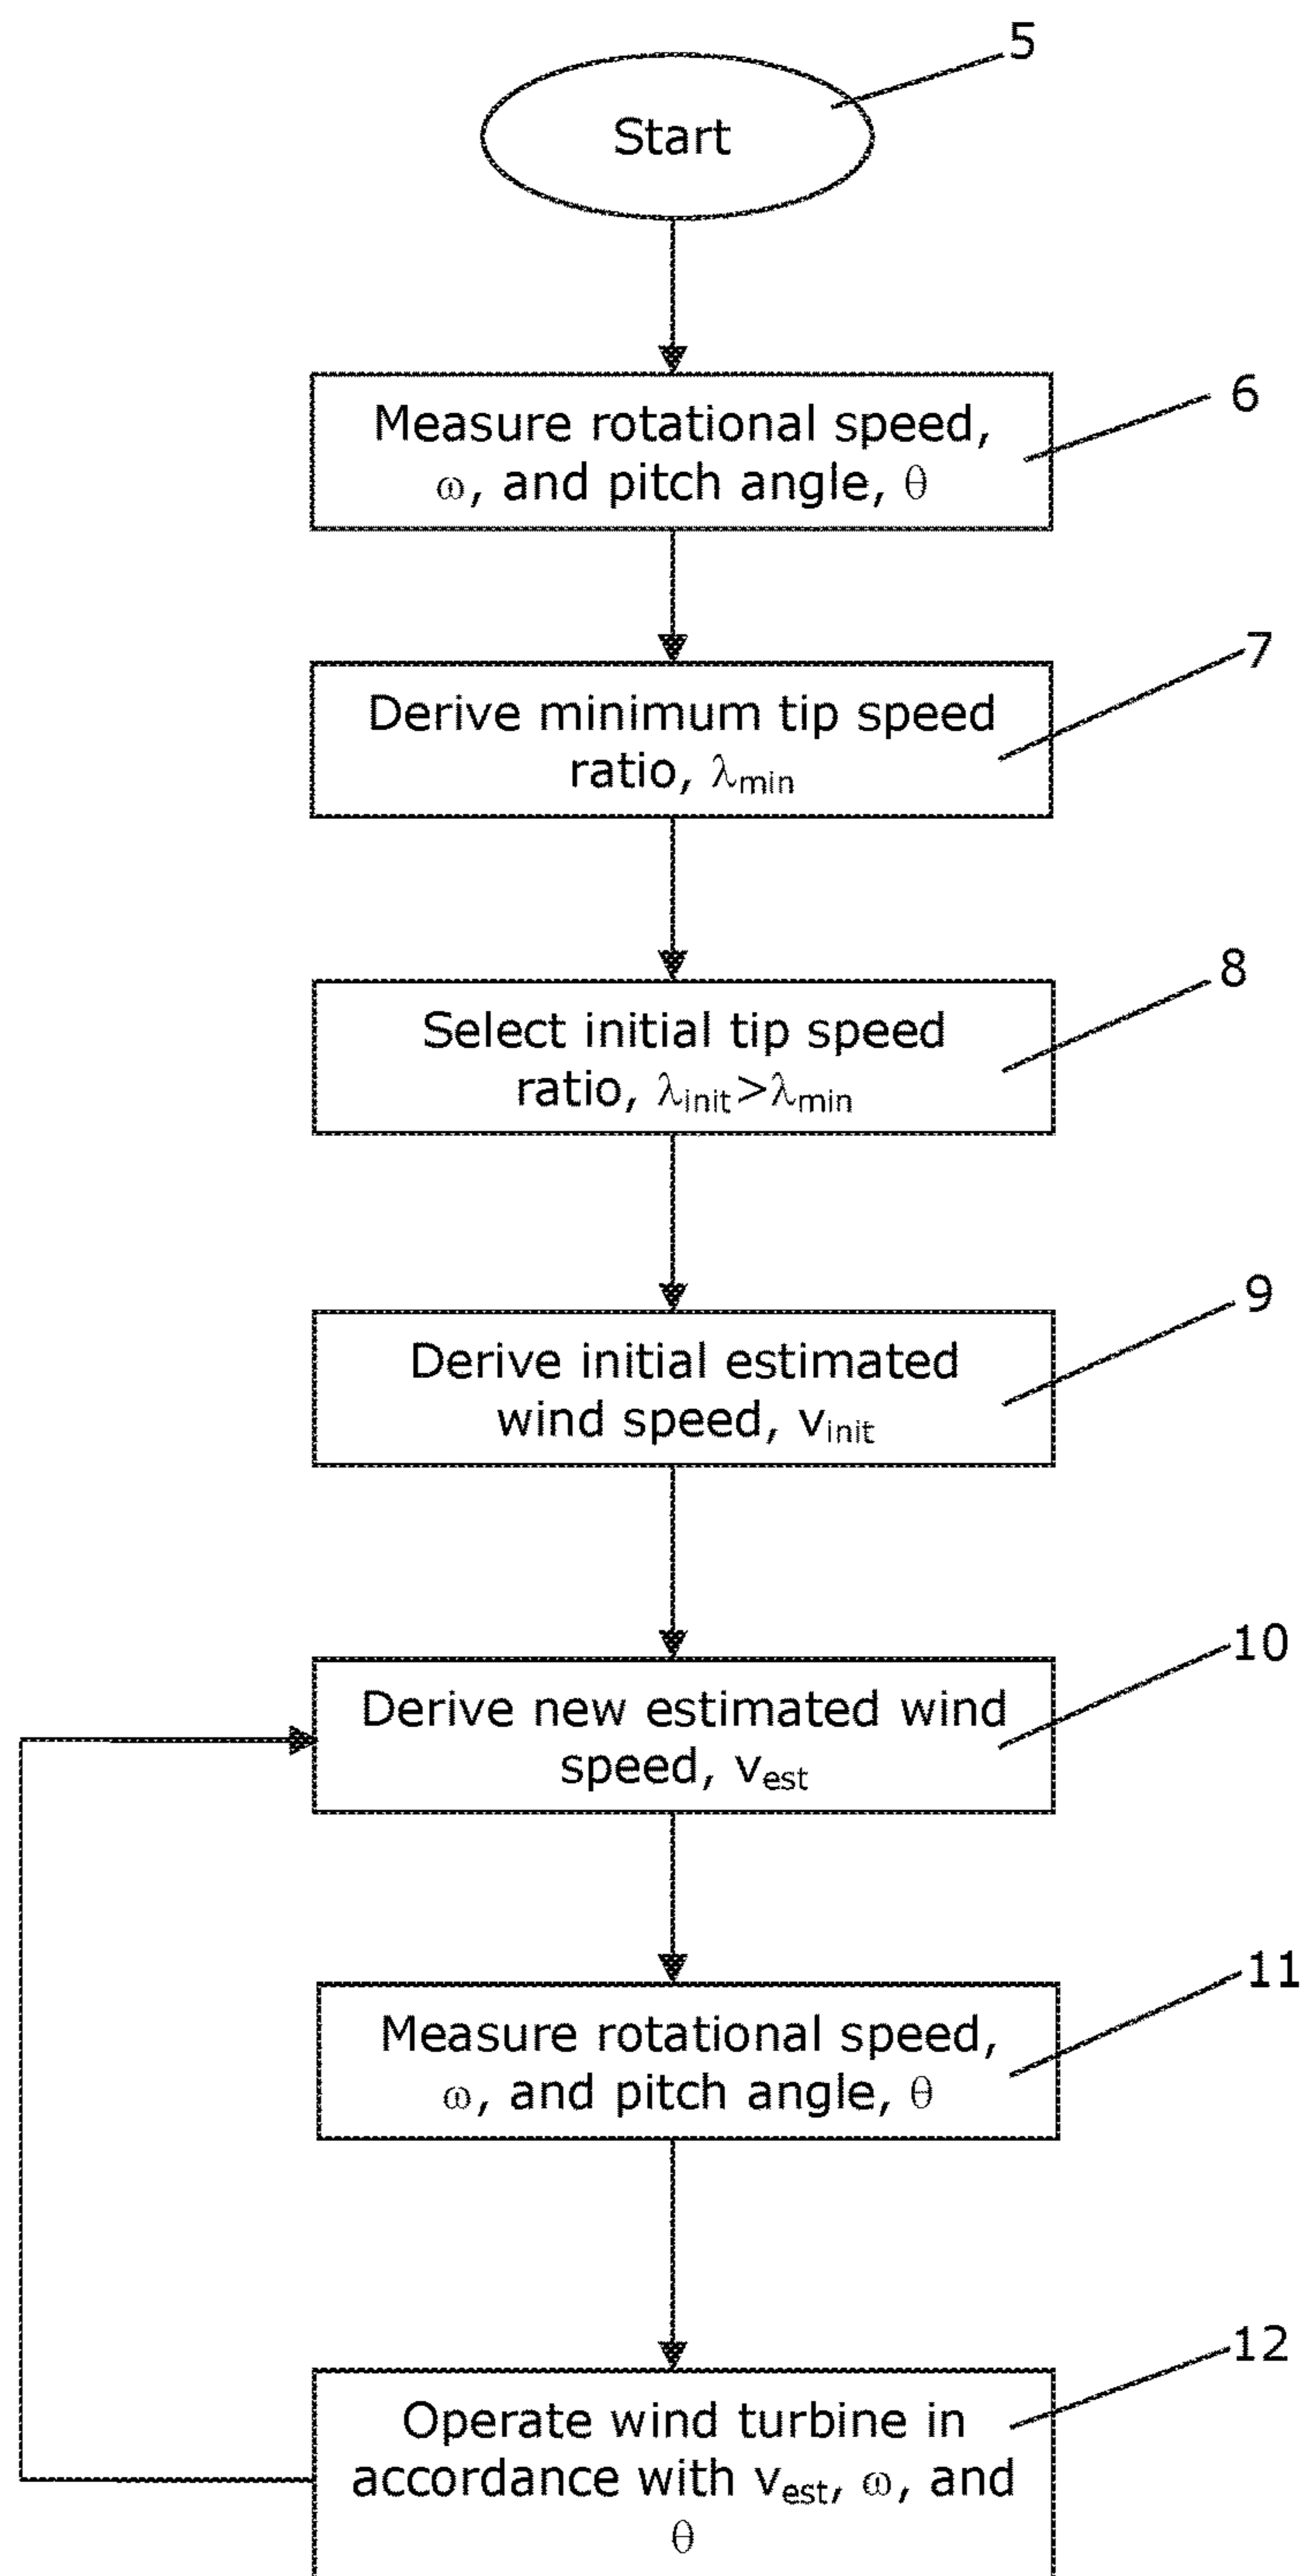 5
Start
6
Measure rotational speed,
ω, and pitch angle, θ
7
Derive minimum tip speed
ratio, λmin
8
Select initial tip speed
ratio, λinit>λmin
9
Derive initial estimated
wind speed, vinit
10
Derive new estimated wind
speed, vest
11
Measure rotational speed,
ω, and pitch angle, θ
12
Operate wind turbine in
accordance with vest, ω, and
θ